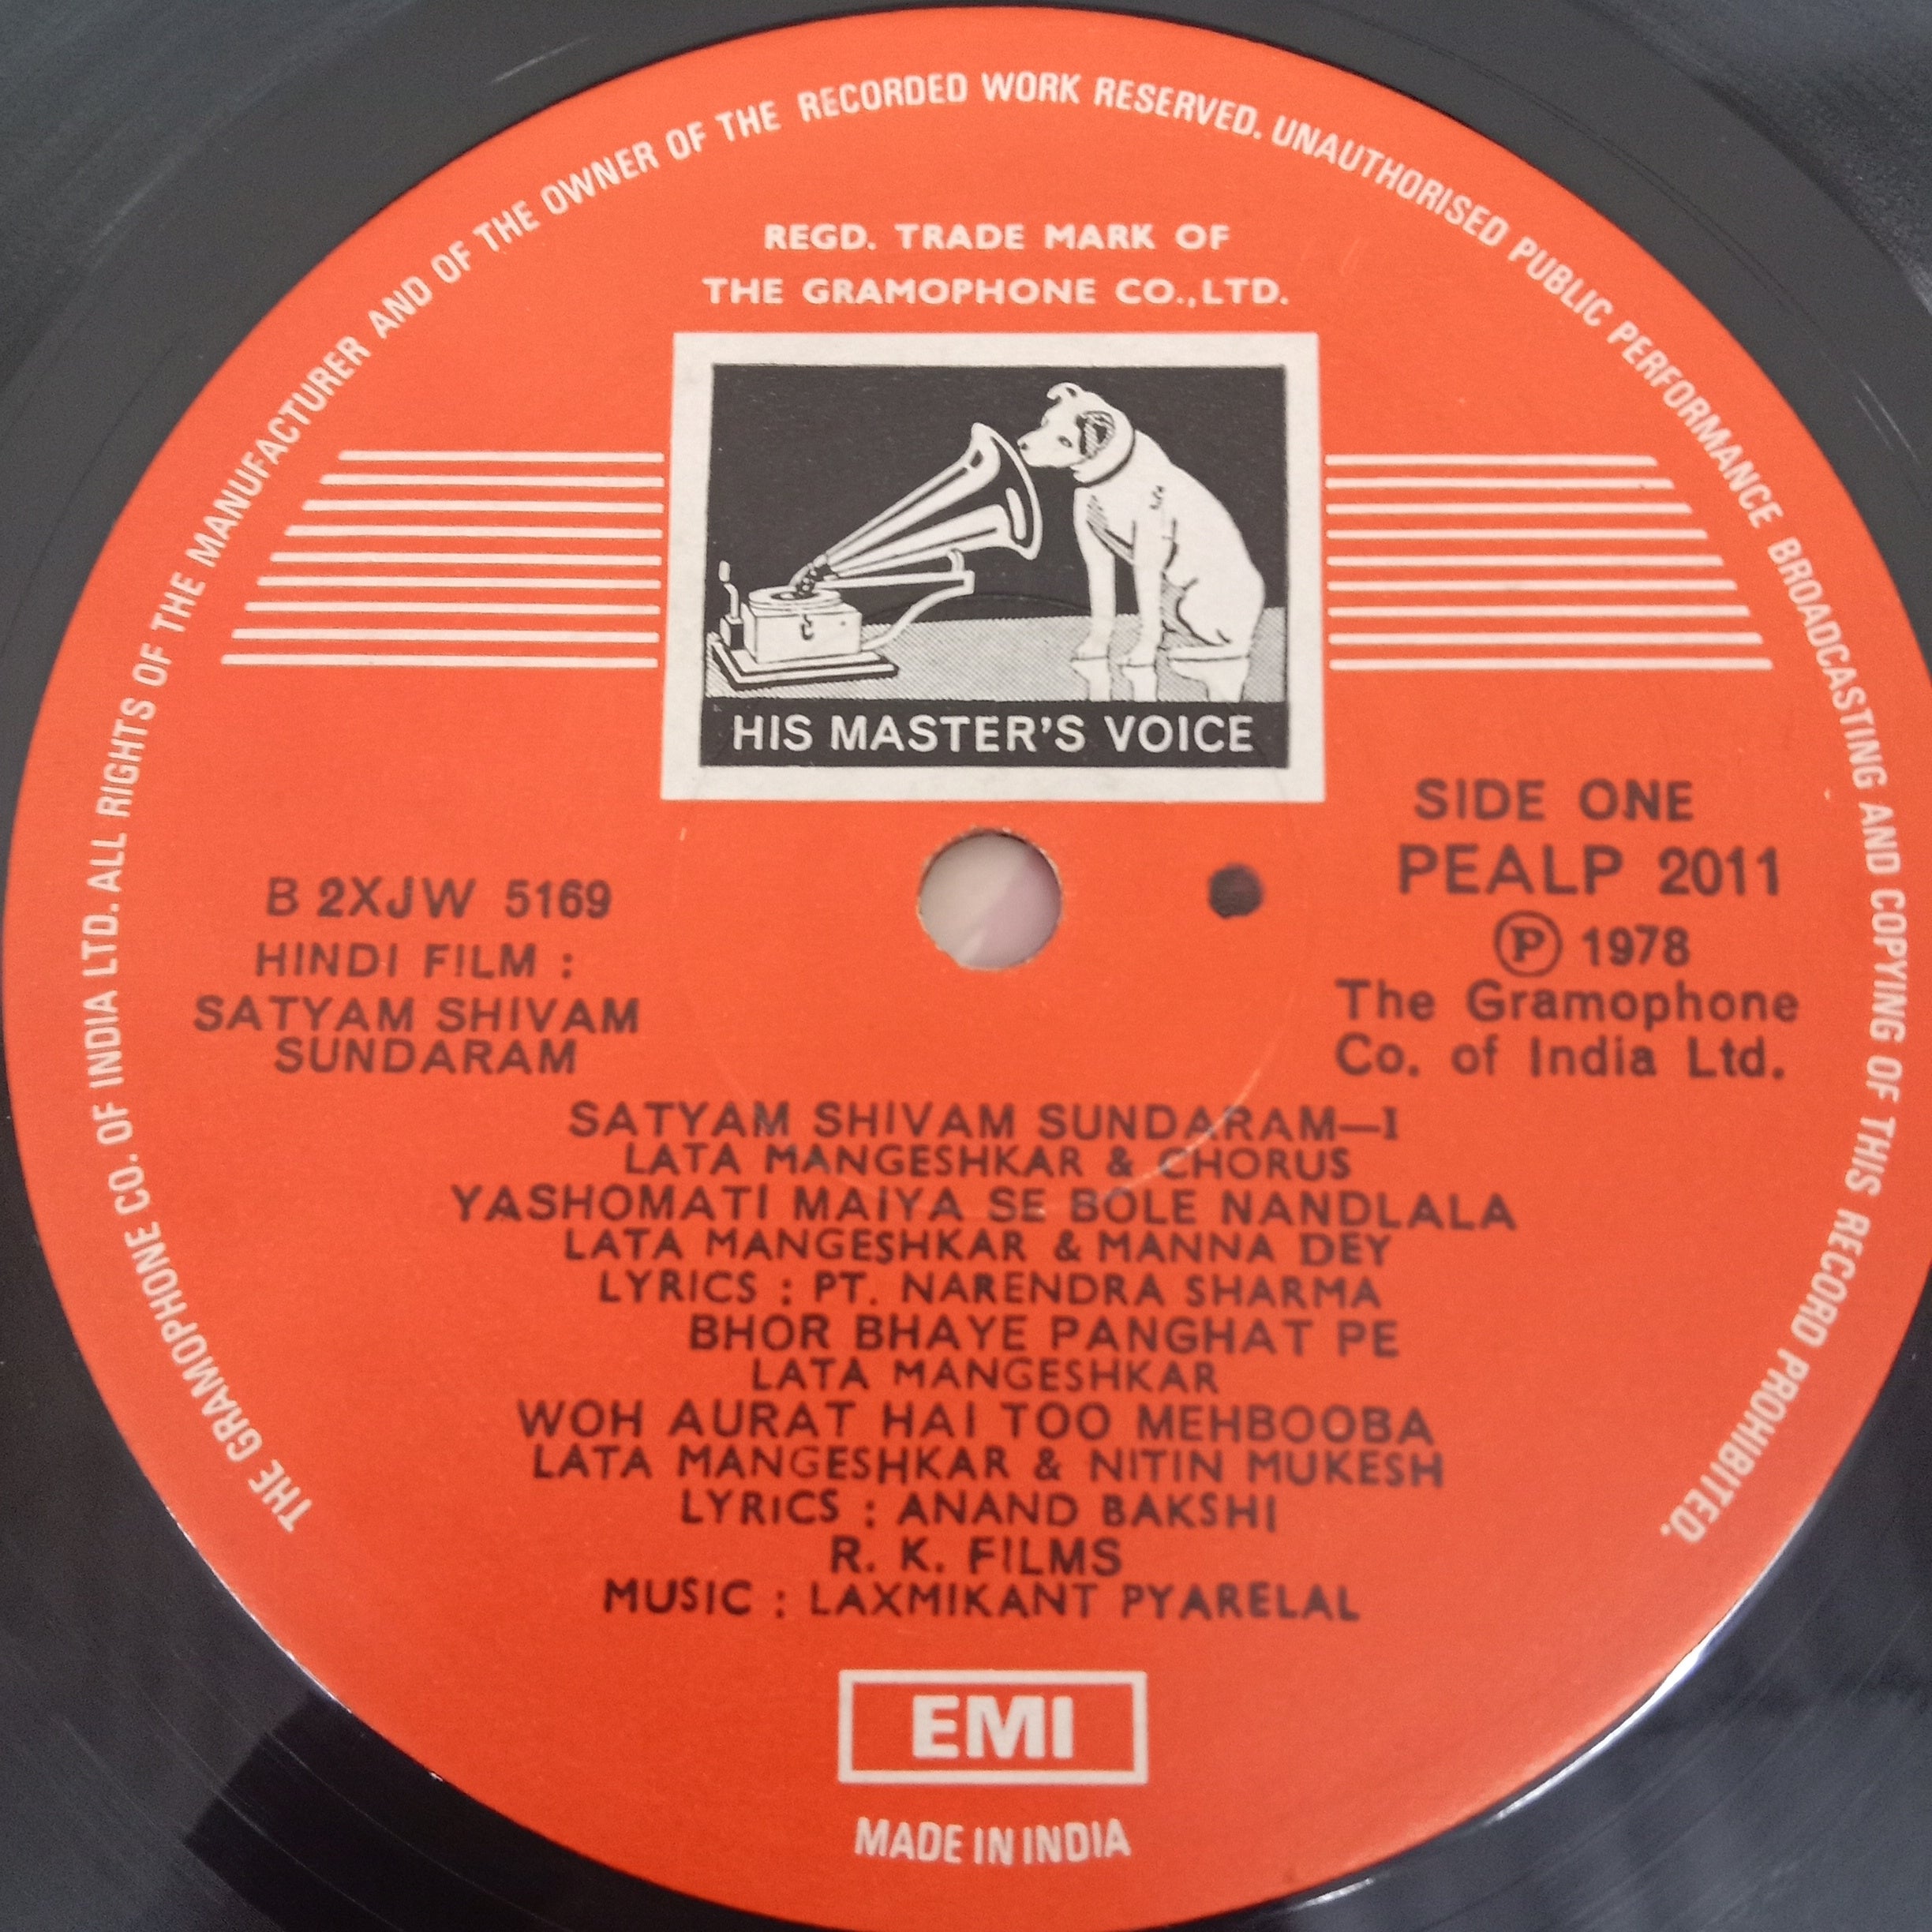 THE GRAMOPHONE CO. OF INDIA LTD. ALL RIGHTS OF THE MANUFACTURER AND OF THE OWNER OF THE RECORDED WORK RESERVED. UNAUTHORISED PUBLIC PERFORMANCE BROADCASTING AND COPYING OF THIS RECORD PROHIBITED.
REGD. TRADE MARK OF
THE GRAMOPHONE CO.,LTD.
HIS MASTER'S VOICE
SIDE ONE
PEALP 2011
Ⓟ 1978
The Gramophone
Co. of India Ltd.
B 2XJW 5169
HINDI FILM :
SATYAM SHIVAM
SUNDARAM
SATYAM SHIVAM SUNDARAM—I
LATA MANGESHKAR & CHORUS
YASHOMATI MAIYA SE BOLE NANDLALA
LATA MANGESHKAR & MANNA DEY
LYRICS : PT. NARENDRA SHARMA
BHOR BHAYE PANGHAT PE
LATA MANGESHKAR
WOH AURAT HAI TOO MEHBOOBA
LATA MANGESHKAR & NITIN MUKESH
LYRICS : ANAND BAKSHI
R. K. FILMS
MUSIC : LAXMIKANT PYARELAL
EMI
MADE IN INDIA